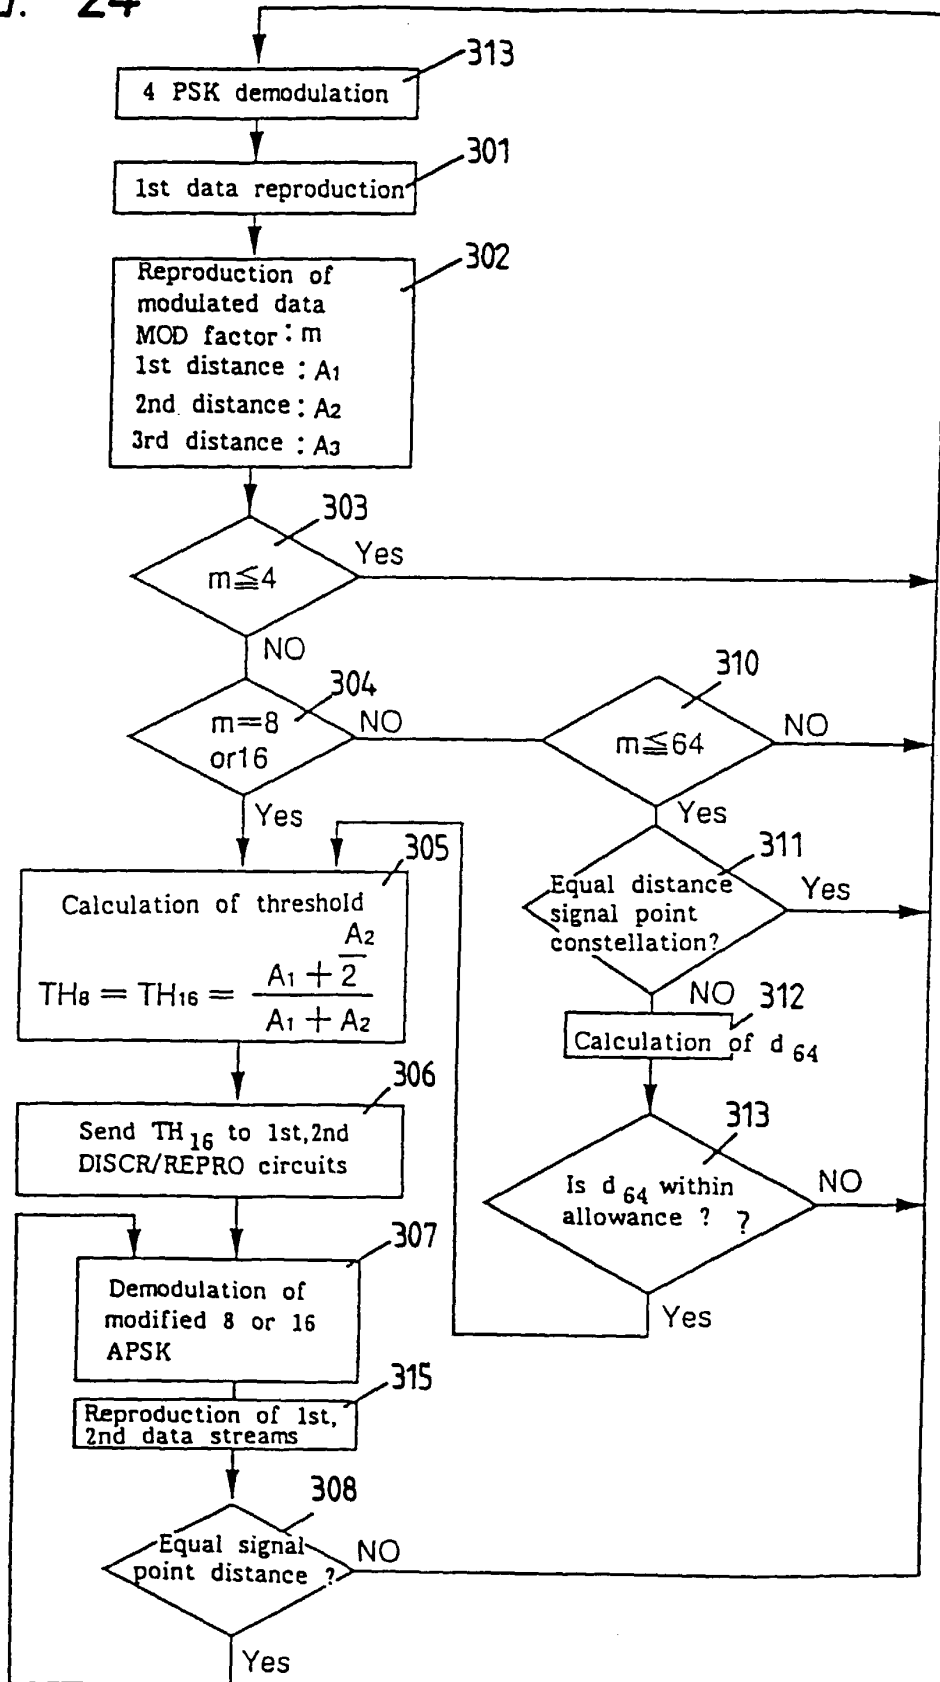 24
313
4 PSK demodulation
301
1st data reproduction
302
Reproduction of
modulated data
MOD factor : m
1st distance : A1
2nd distance : A2
3rd distance : A3
303
m≦4
Yes
NO
304
m=8
or16
NO
Yes
310
m≦64
NO
Yes
311
Equal distance
signal point
constellation?
Yes
NO
312
Calculation of d 64
313
Is d 64 within
allowance ? ?
NO
Yes
305
Calculation of threshold
TH8 = TH16 = (A1 + A2/2) / (A1 + A2)
306
Send TH16 to 1st,2nd
DISCR/REPRO circuits
307
Demodulation of
modified 8 or 16
APSK
315
Reproduction of 1st,
2nd data streams
308
Equal signal
point distance ?
NO
Yes